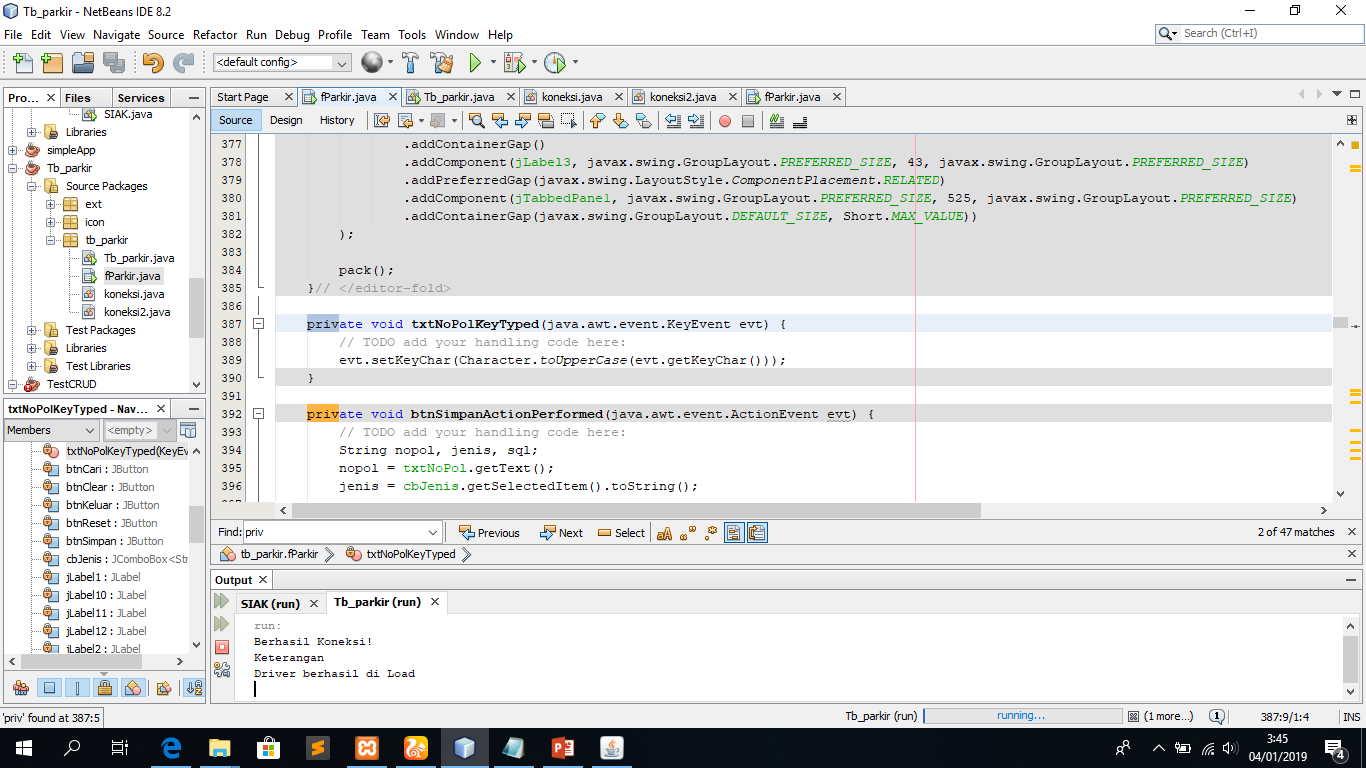 Tb_parkir - NetBeans IDE 8.2
File Edit View Navigate Source Refactor Run Debug Profile Team Tools Window Help
Search (Ctrl+I)
<default config>
Pro... Files Services
SIAK.java
Libraries
simpleApp
Tb_parkir
Source Packages
ext
icon
tb_parkir
Tb_parkir.java
fParkir.java
koneksi.java
koneksi2.java
Test Packages
Libraries
Test Libraries
TestCRUD
txtNoPolKeyTyped - Nav...
Members <empty>
txtNoPolKeyTyped(KeyEv
btnCari : JButton
btnClear : JButton
btnKeluar : JButton
btnReset : JButton
btnSimpan : JButton
cbJenis : JComboBox<Str
jLabel1 : JLabel
jLabel10 : JLabel
jLabel11 : JLabel
jLabel12 : JLabel
jLabel2 : JLabel
Start Page fParkir.java Tb_parkir.java koneksi.java koneksi2.java fParkir.java
Source Design History
377 .addContainerGap()
378 .addComponent(jLabel3, javax.swing.GroupLayout.PREFERRED_SIZE, 43, javax.swing.GroupLayout.PREFERRED_SIZE)
379 .addPreferredGap(javax.swing.LayoutStyle.ComponentPlacement.RELATED)
380 .addComponent(jTabbedPane1, javax.swing.GroupLayout.PREFERRED_SIZE, 525, javax.swing.GroupLayout.PREFERRED_SIZE)
381 .addContainerGap(javax.swing.GroupLayout.DEFAULT_SIZE, Short.MAX_VALUE))
382 );
383
384 pack();
385 }// </editor-fold>
386
387 private void txtNoPolKeyTyped(java.awt.event.KeyEvent evt) {
388 // TODO add your handling code here:
389 evt.setKeyChar(Character.toUpperCase(evt.getKeyChar()));
390 }
391
392 private void btnSimpanActionPerformed(java.awt.event.ActionEvent evt) {
393 // TODO add your handling code here:
394 String nopol, jenis, sql;
395 nopol = txtNoPol.getText();
396 jenis = cbJenis.getSelectedItem().toString();
Find: priv Previous Next Select 2 of 47 matches
tb_parkir.fParkir txtNoPolKeyTyped
Output
SIAK (run) Tb_parkir (run)
run:
Berhasil Koneksi!
Keterangan
Driver berhasil di Load
'priv' found at 387:5 Tb_parkir (run) running... (1 more...) 1 387:9/1:4 INS
3:45
04/01/2019
4